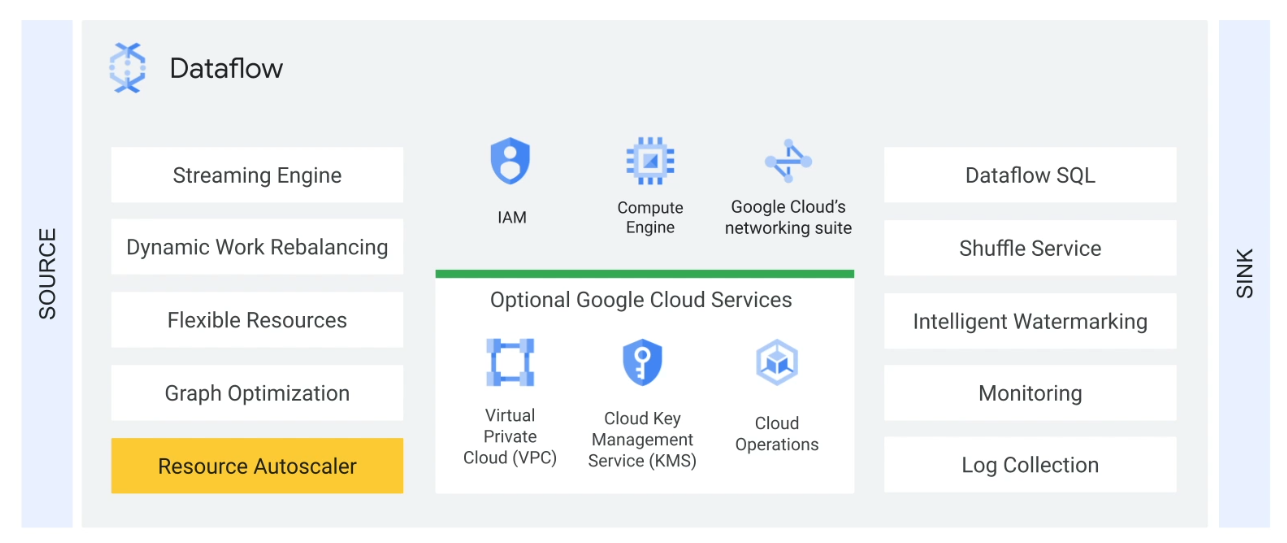 SOURCE
Dataflow
Streaming Engine
Dynamic Work Rebalancing
Flexible Resources
Graph Optimization
Resource Autoscaler
IAM
Compute
Engine
Google Cloud’s
networking suite
Optional Google Cloud Services
Virtual
Private
Cloud (VPC)
Cloud Key
Management
Service (KMS)
Cloud
Operations
Dataflow SQL
Shuffle Service
Intelligent Watermarking
Monitoring
Log Collection
SINK